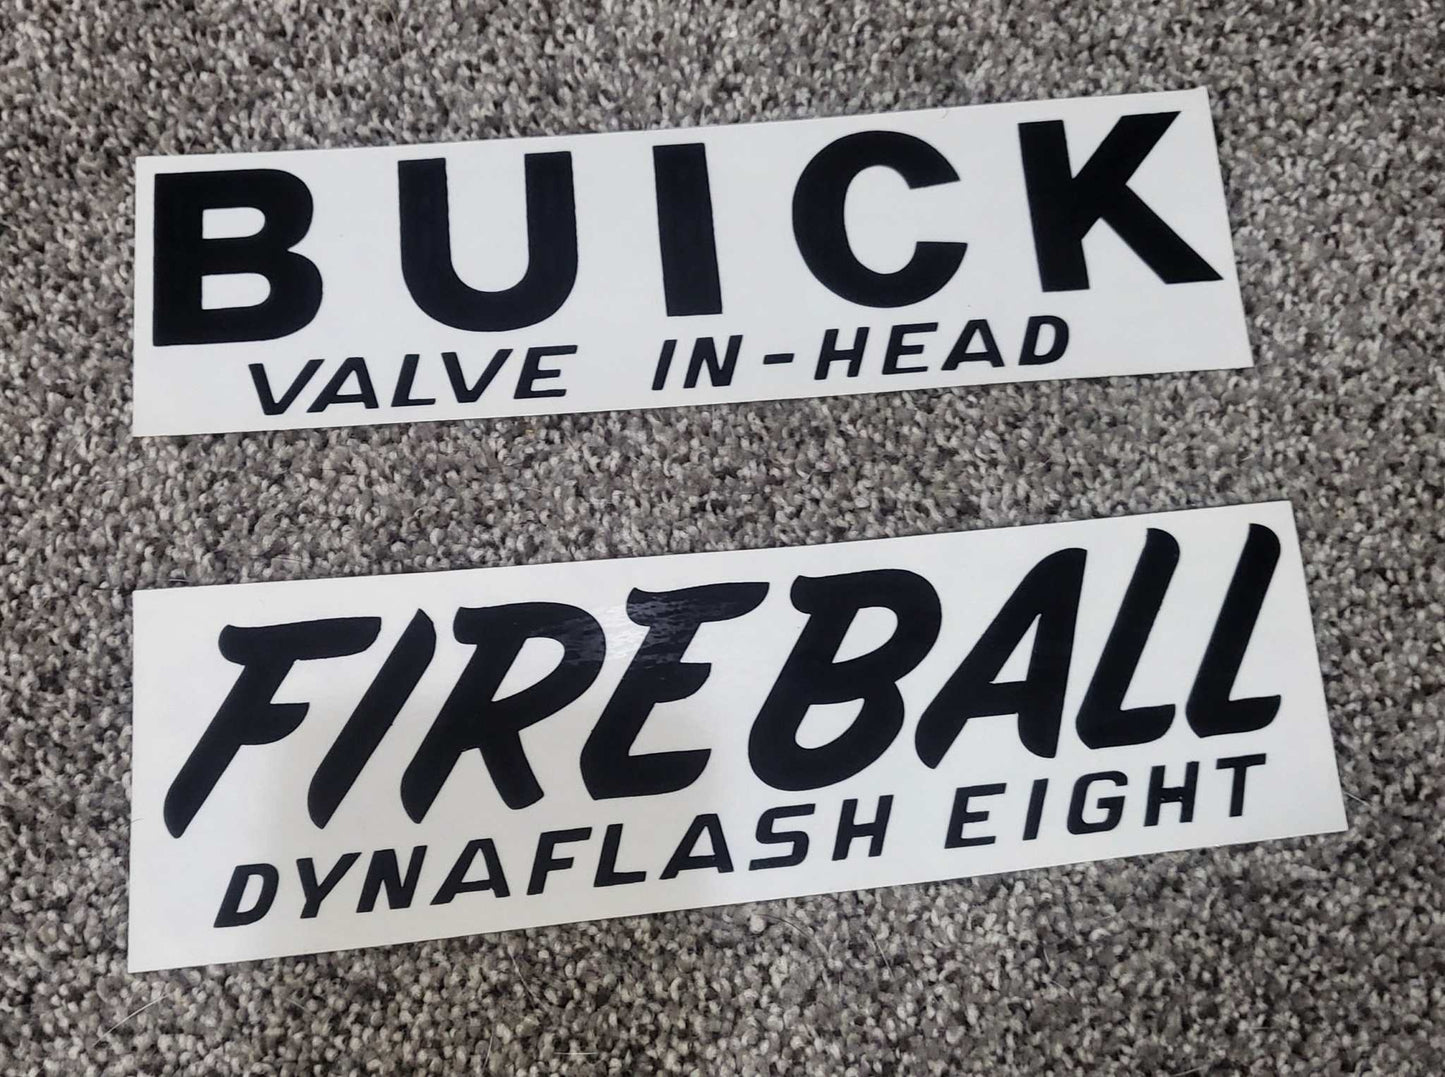 BUICK
VALVE IN-HEAD
FIREBALL
DYNAFLASH EIGHT